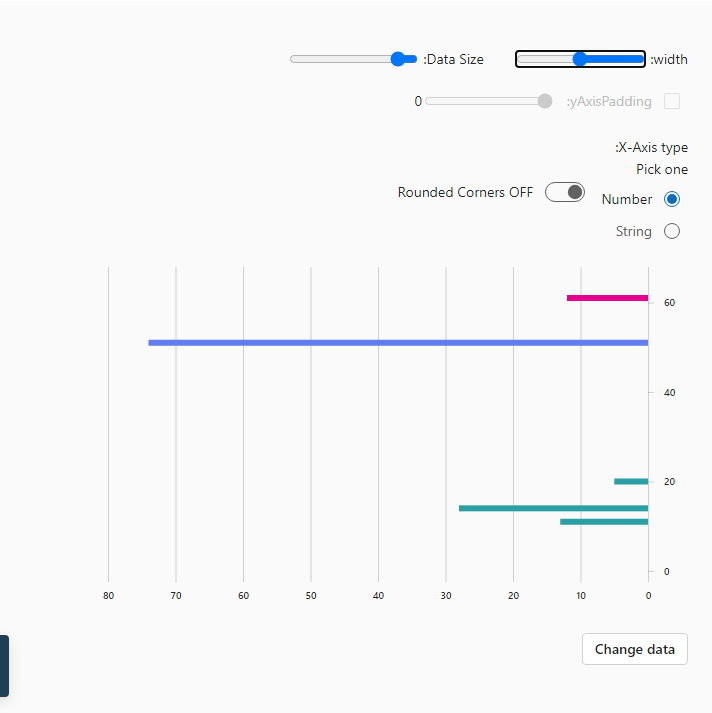 :width
:Data Size
:yAxisPadding
0
:X-Axis type
Pick one
Number
Rounded Corners OFF
String
60
40
20
0
80 70 60 50 40 30 20 10 0
Change data